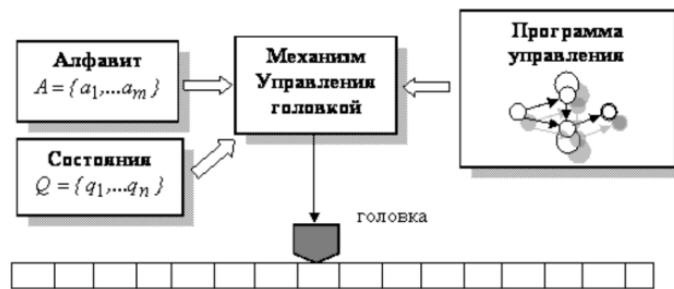 Алфавит
A = { a1,...am }
Состояния
Q = { q1,...qn }
Механизм
Управления
головкой
Программа
управления
головка